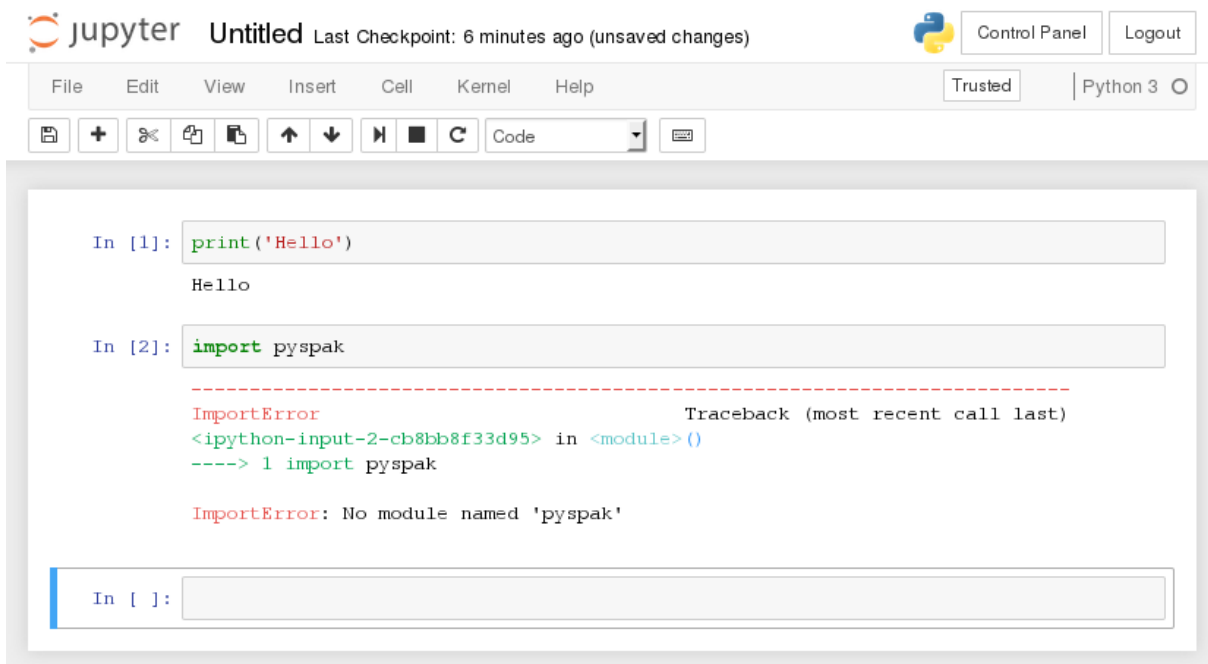 jupyter Untitled Last Checkpoint: 6 minutes ago (unsaved changes) Control Panel Logout
File Edit View Insert Cell Kernel Help Trusted Python 3
Code
In [1]: print('Hello')
Hello
In [2]: import pyspak
---------------------------------------------------------------------------
ImportError Traceback (most recent call last)
<ipython-input-2-cb8bb8f33d95> in <module>()
----> 1 import pyspak
ImportError: No module named 'pyspak'
In [ ]: